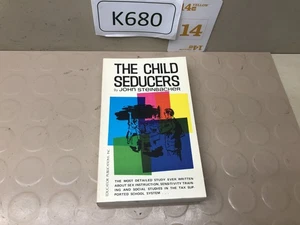 K680
14
THE CHILD
SEDUCERS
by JOHN STEINBACHER
THE MOST DETAILED STUDY EVER WRITTEN
ABOUT SEX INSTRUCTION, SENSITIVITY TRAIN
ING AND SOCIAL STUDIES IN THE TAX SUP
PORTED SCHOOL SYSTEM